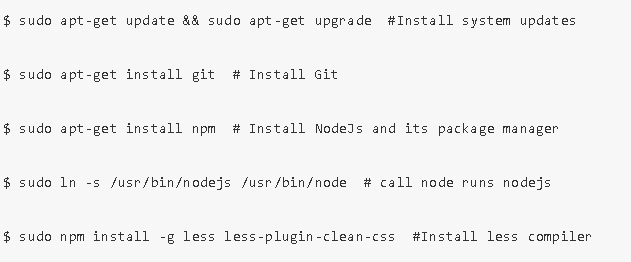 $ sudo apt-get update && sudo apt-get upgrade  #Install system updates
$ sudo apt-get install git  # Install Git
$ sudo apt-get install npm  # Install NodeJs and its package manager
$ sudo ln -s /usr/bin/nodejs /usr/bin/node  # call node runs nodejs
$ sudo npm install -g less less-plugin-clean-css  #Install less compiler